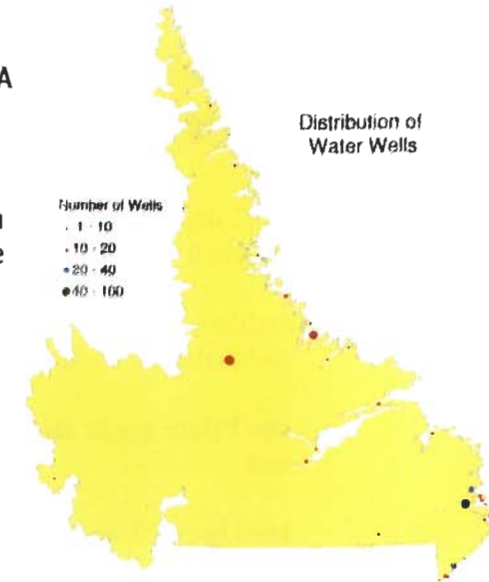 A
Distribution of
Water Wells
n
e
Number of Wells
1 - 10
10 - 20
20 - 40
40 - 100